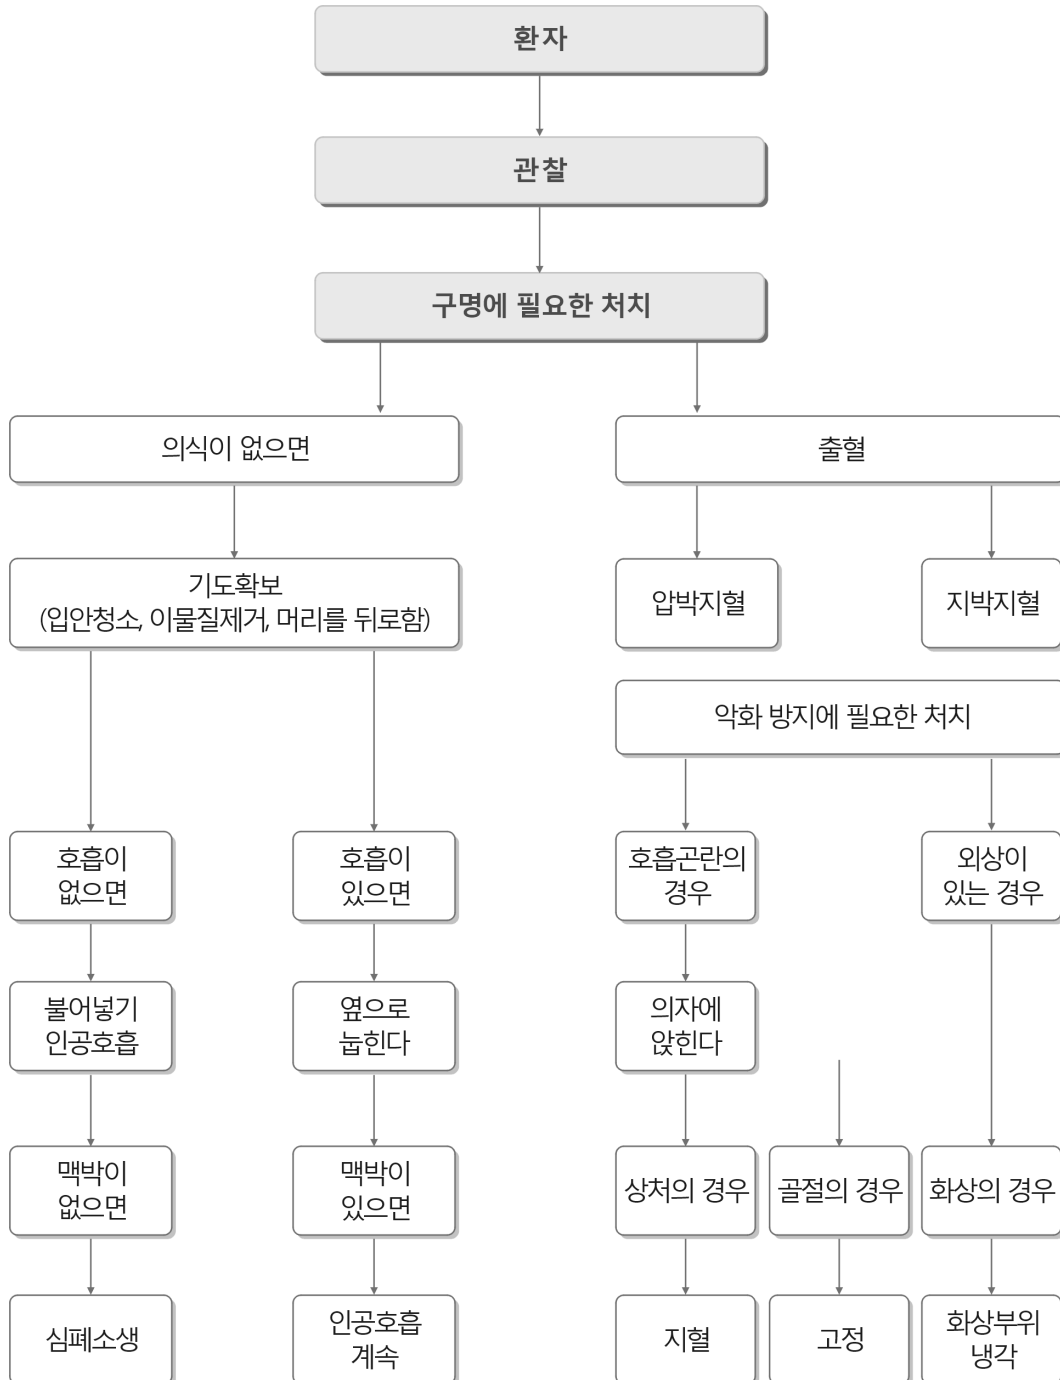 환자
관찰
구명에 필요한 처치
의식이 없으면
출혈
기도확보
(입안청소, 이물질제거, 머리를 뒤로함)
압박지혈
지박지혈
악화 방지에 필요한 처치
호흡이
없으면
호흡이
있으면
호흡곤란의
경우
외상이
있는 경우
불어넣기
인공호흡
옆으로
눕힌다
의자에
앉힌다
맥박이
없으면
맥박이
있으면
상처의 경우
골절의 경우
화상의 경우
심폐소생
인공호흡
계속
지혈
고정
화상부위
냉각